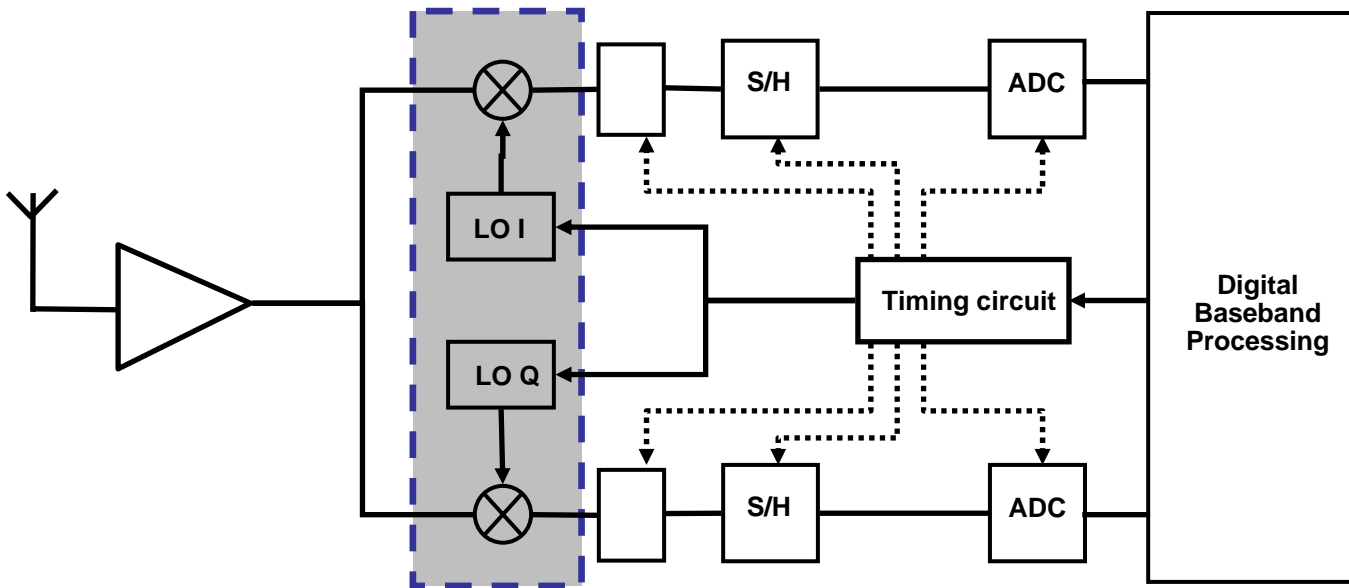 S/H
ADC
LO I
Timing circuit
Digital
Baseband
Processing
LO Q
S/H
ADC